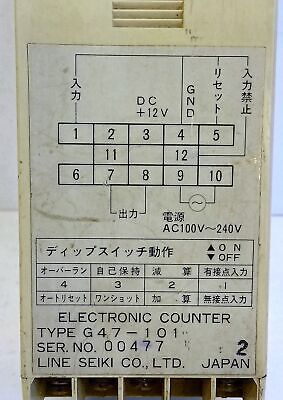 入力
DC
+12V
GND
リセット
入力禁止
1 2 3 4 5
11 12
6 7 8 9 10
出力
電源
AC100V～240V
ディップスイッチ動作 ▲ON
▼OFF
オーバーラン 自己保持 減算 有接点入力
4 3 2 1
オートリセット ワンショット 加算 無接点入力
ELECTRONIC COUNTER
TYPE G47-101
SER. NO. 00477 2
LINE SEIKI CO., LTD. JAPAN